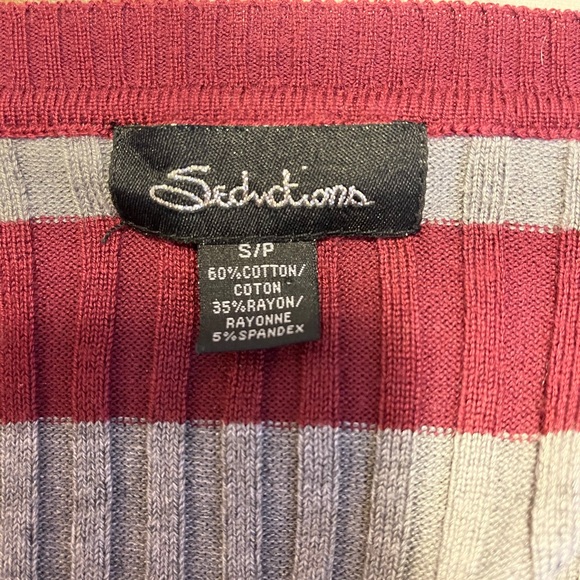 Seductions
S/P
60%COTTON/
COTON
35%RAYON/
RAYONNE
5%SPANDEX